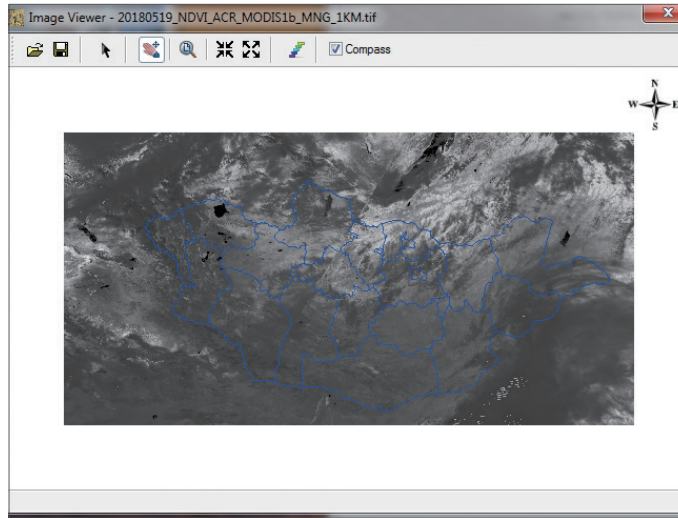 Image Viewer - 20180519_NDVI_ACR_MODIS1b_MNG_1KM.tif
Compass
N
W E
S